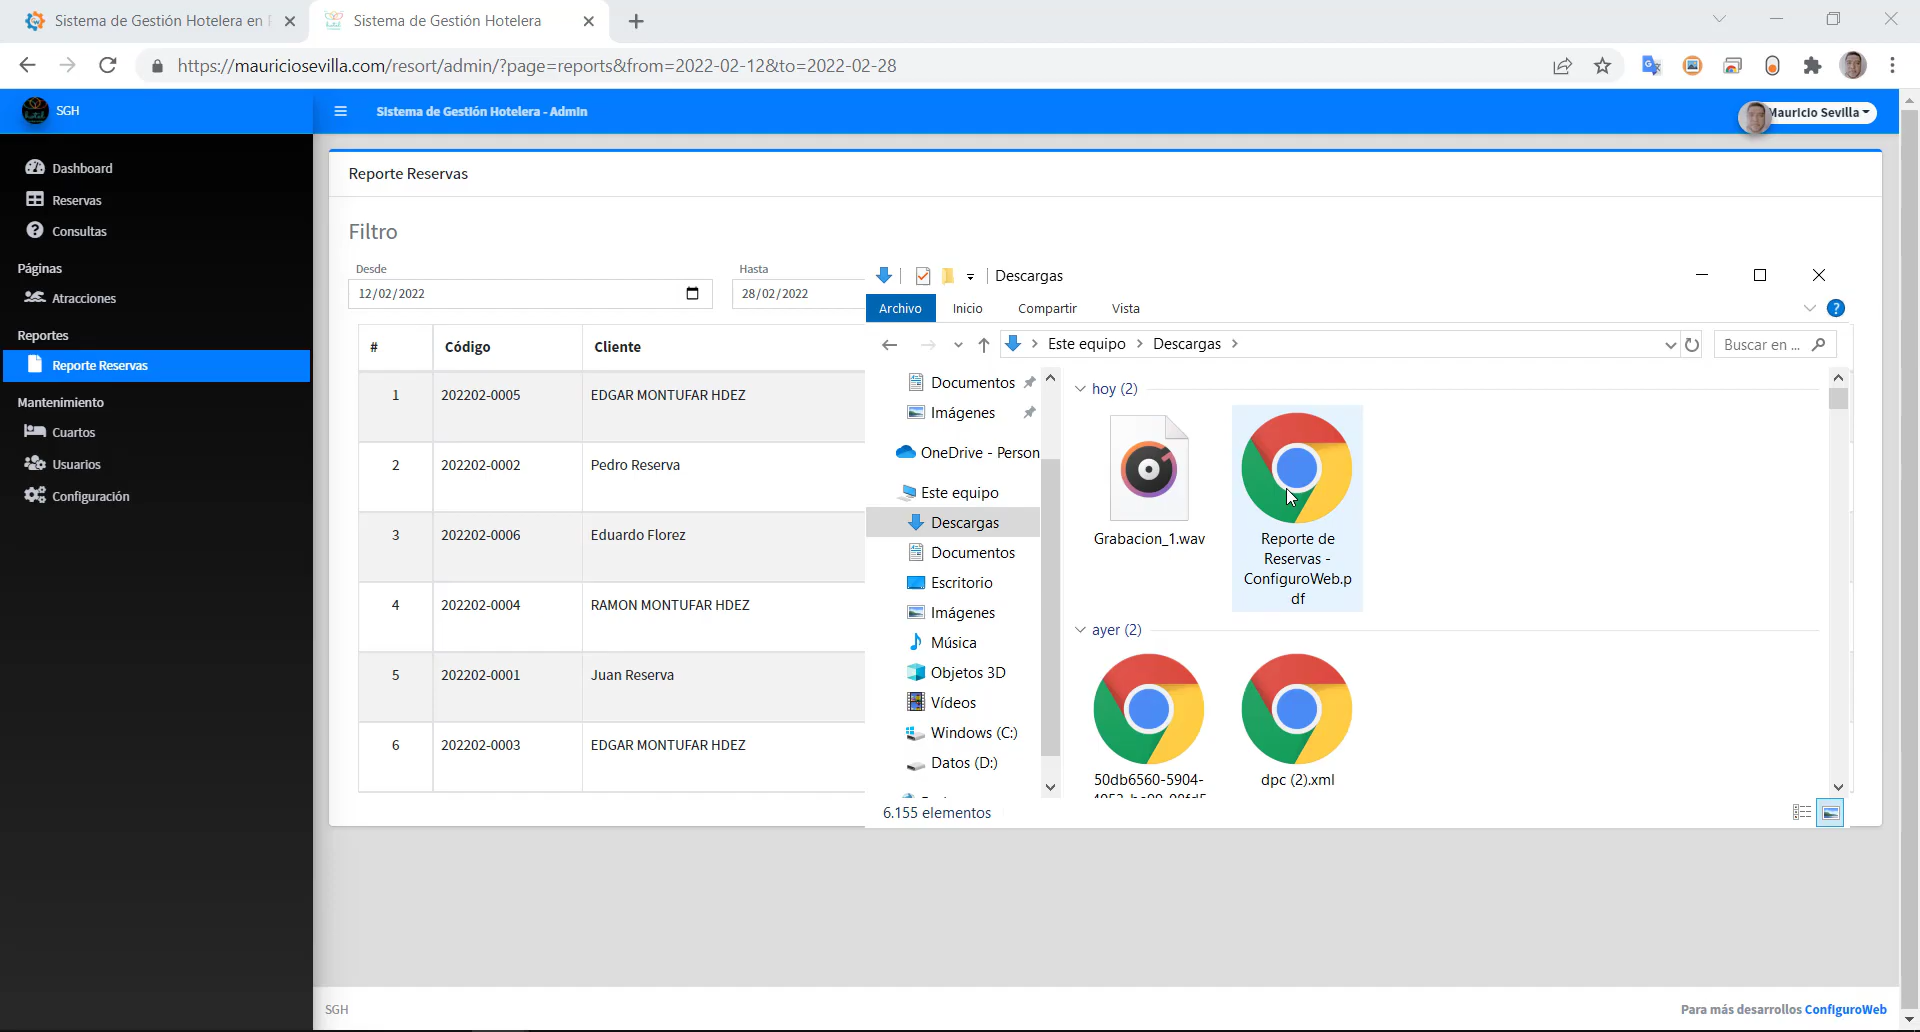 Sistema de Gestión Hotelera en
Sistema de Gestión Hotelera
https://mauriciosevilla.com/resort/admin/?page=reports&from=2022-02-12&to=2022-02-28
SGH
Sistema de Gestión Hotelera - Admin
Mauricio Sevilla
Dashboard
Reservas
Consultas
Páginas
Atracciones
Reportes
Reporte Reservas
Mantenimiento
Cuartos
Usuarios
Configuración
Reporte Reservas
Filtro
Desde
12/02/2022
Hasta
28/02/2022
# Código Cliente
1 202202-0005 EDGAR MONTUFAR HDEZ
2 202202-0002 Pedro Reserva
3 202202-0006 Eduardo Florez
4 202202-0004 RAMON MONTUFAR HDEZ
5 202202-0001 Juan Reserva
6 202202-0003 EDGAR MONTUFAR HDEZ
Descargas
Archivo Inicio Compartir Vista
Este equipo > Descargas >
Buscar en ...
Documentos
Imágenes
OneDrive - Person
Este equipo
Descargas
Documentos
Escritorio
Imágenes
Música
Objetos 3D
Vídeos
Windows (C:)
Datos (D:)
hoy (2)
Grabacion_1.wav
Reporte de
Reservas -
ConfiguroWeb.p
df
ayer (2)
50db6560-5904-
dpc (2).xml
6.155 elementos
SGH
Para más desarrollos ConfiguroWeb